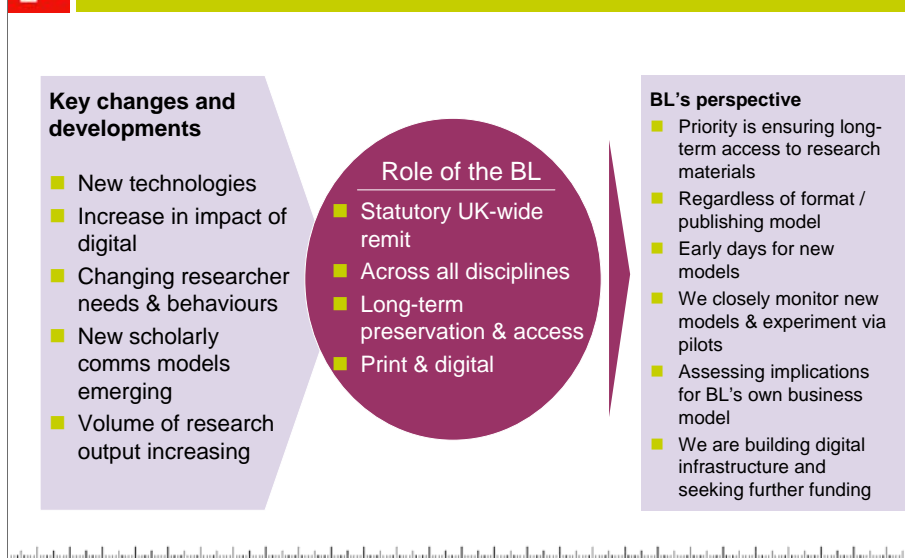 Key changes and
developments
New technologies
Increase in impact of
digital
Changing researcher
needs & behaviours
New scholarly
comms models
emerging
Volume of research
output increasing
Role of the BL
Statutory UK-wide
remit
Across all disciplines
Long-term
preservation & access
Print & digital
BL's perspective
Priority is ensuring long-
term access to research
materials
Regardless of format /
publishing model
Early days for new
models
We closely monitor new
models & experiment via
pilots
Assessing implications
for BL's own business
model
We are building digital
infrastructure and
seeking further funding